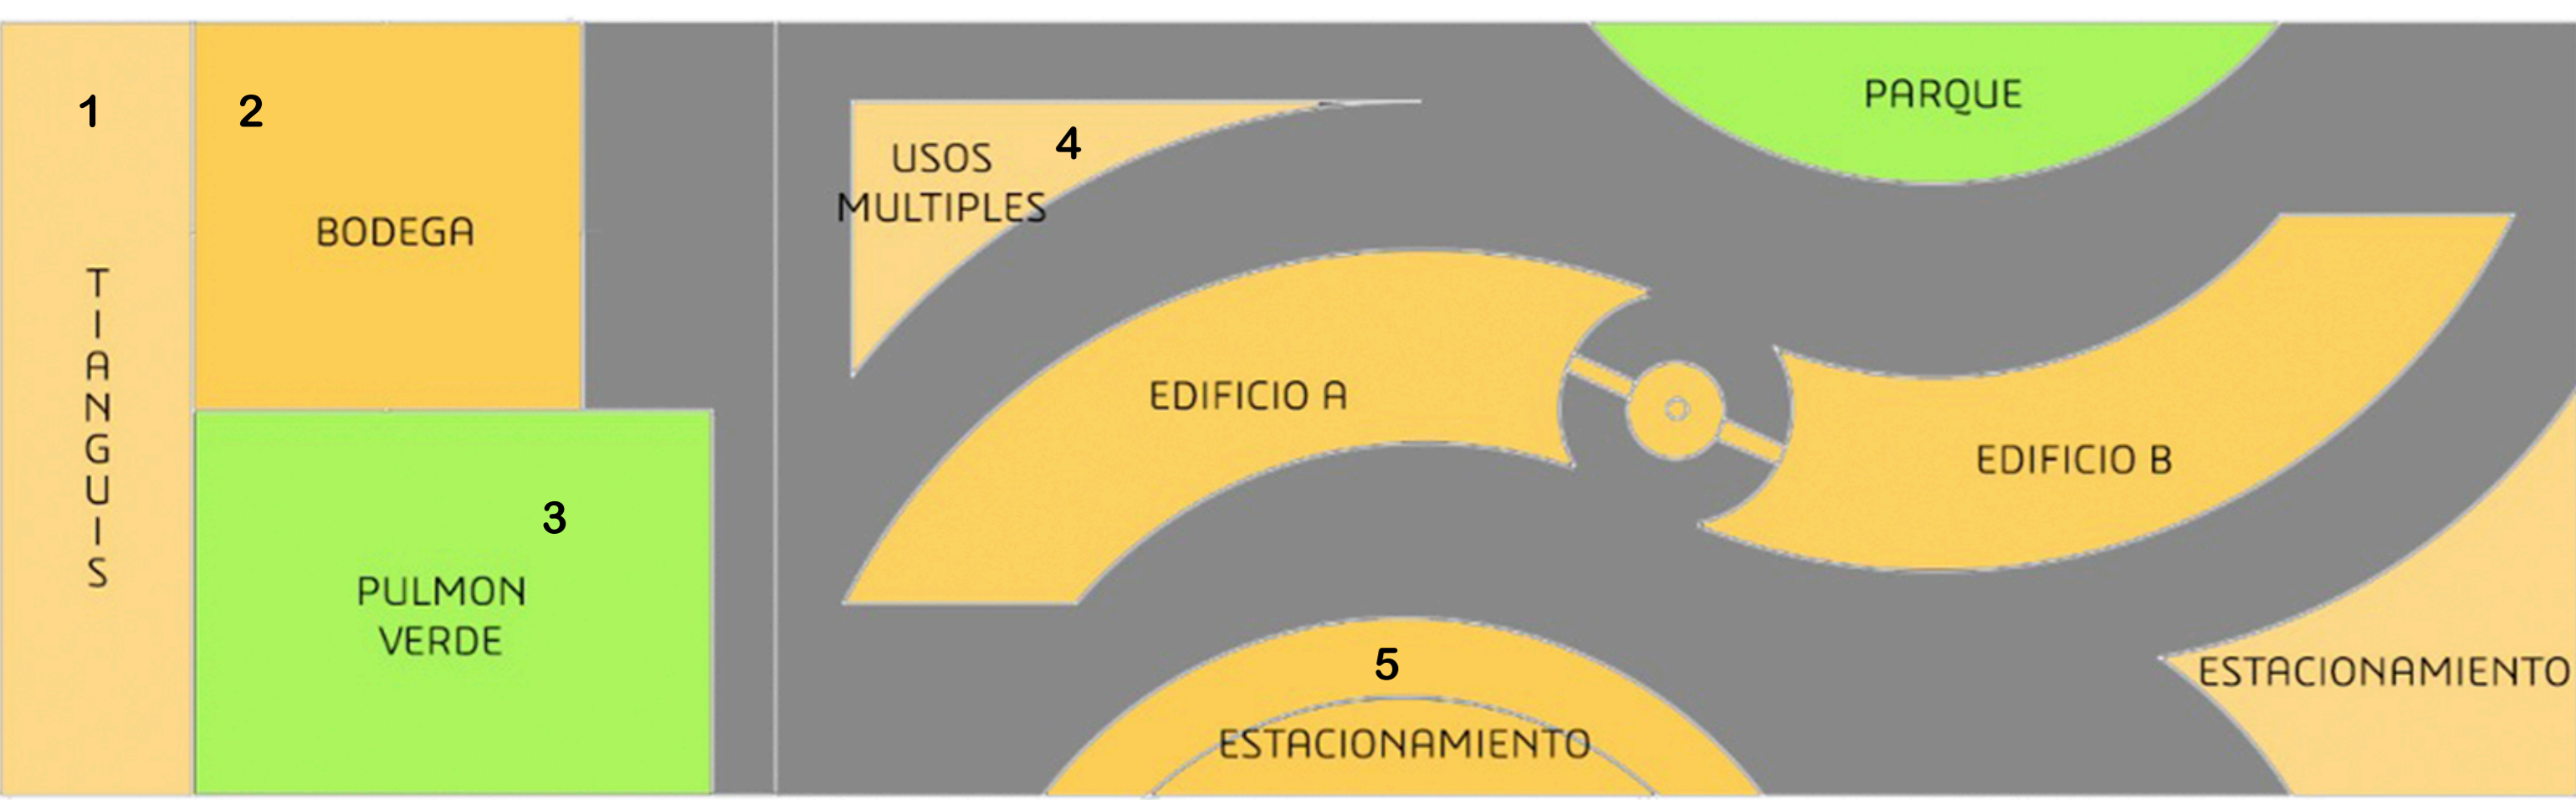 1
TIANGUIS
2
BODEGA
3
PULMON
VERDE
USOS
MULTIPLES
4
PARQUE
EDIFICIO A
EDIFICIO B
5
ESTACIONAMIENTO
ESTACIONAMIENTO